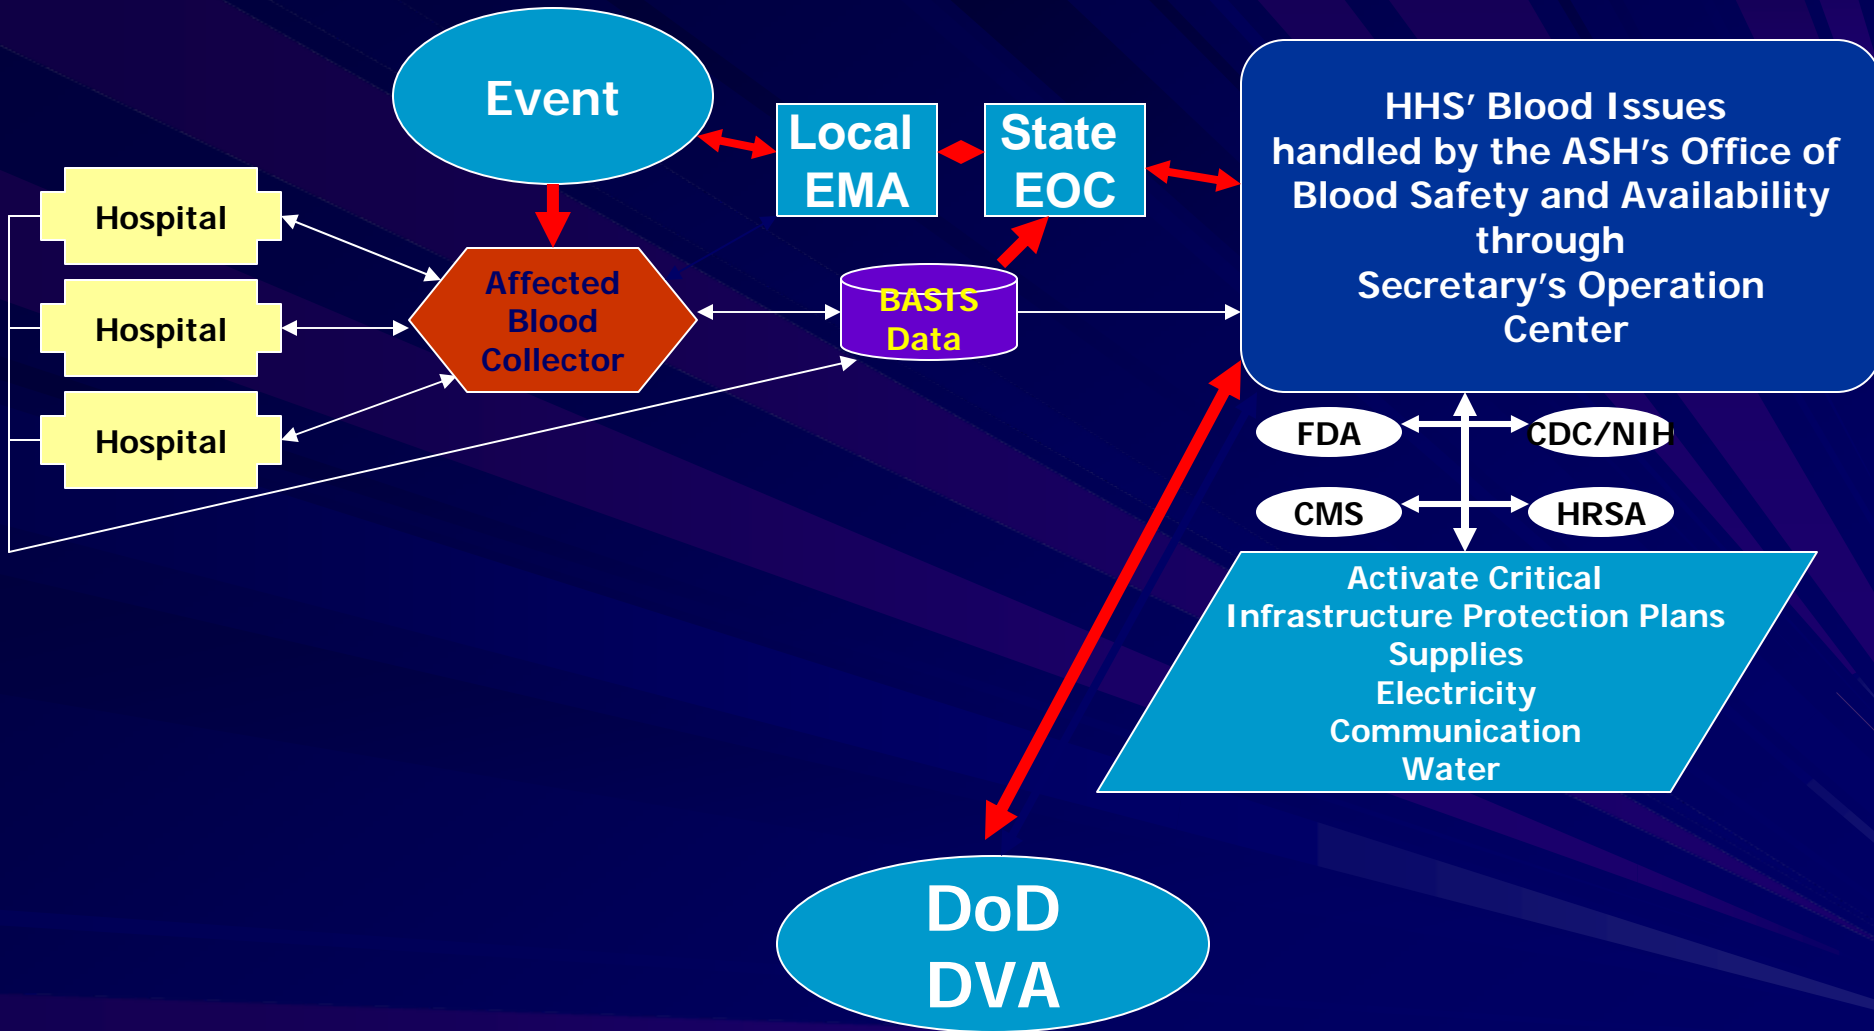 Event
Local
EMA
State
EOC
HHS’ Blood Issues
handled by the ASH’s Office of
Blood Safety and Availability
through
Secretary’s Operation
Center
Hospital
Hospital
Hospital
Affected
Blood
Collector
BASIS
Data
FDA
CDC/NIH
CMS
HRSA
Activate Critical
Infrastructure Protection Plans
Supplies
Electricity
Communication
Water
DoD
DVA